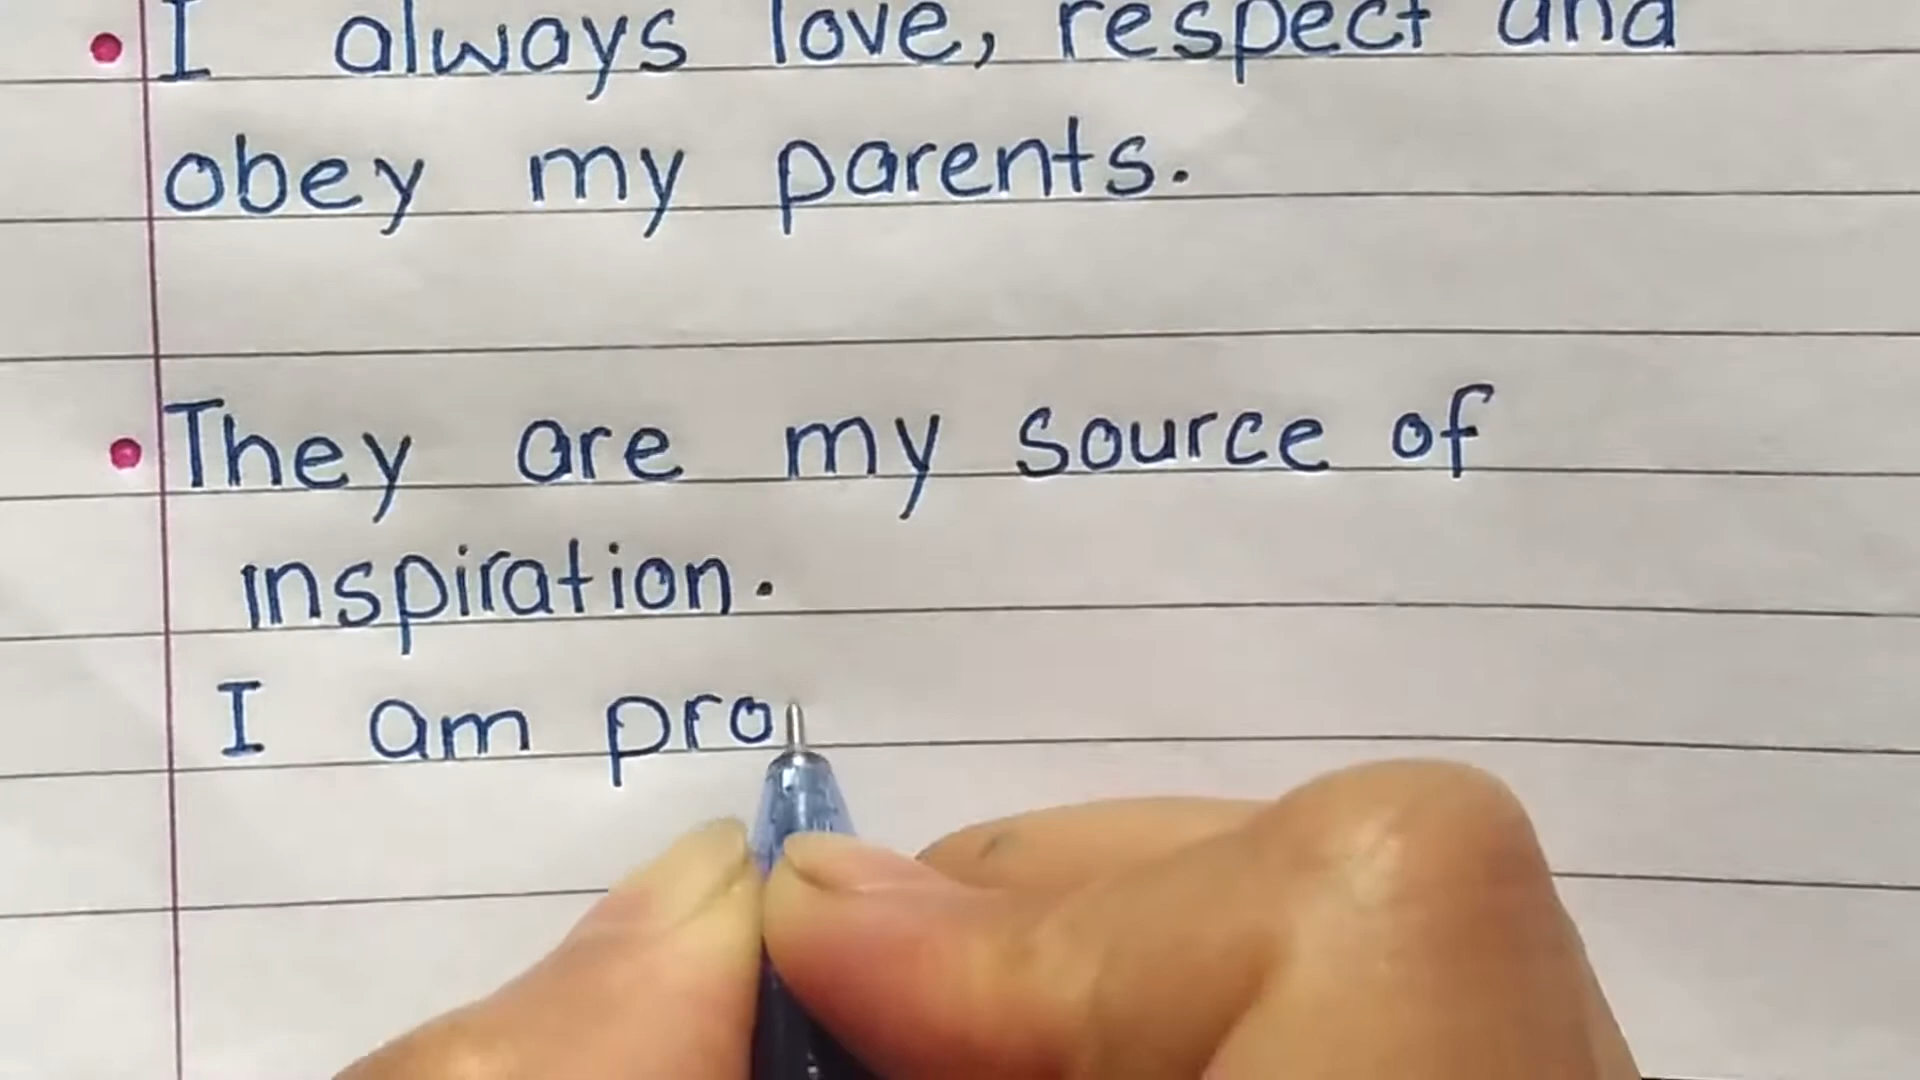 • I always love, respect and
obey my parents.
• They are my source of
inspiration.
I am pro